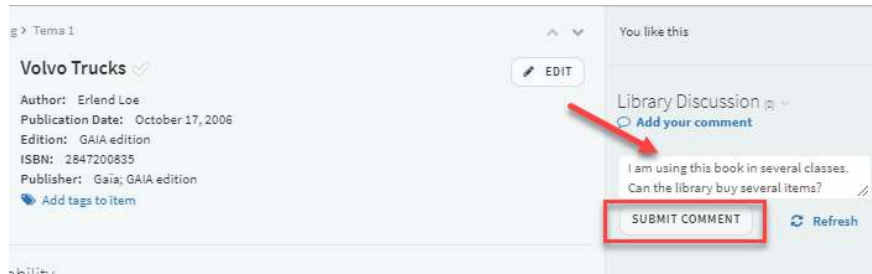 g > Tema 1
Volvo Trucks
EDIT
Author: Erlend Loe
Publication Date: October 17, 2006
Edition: GAIA edition
ISBN: 2847200835
Publisher: Gaïa; GAIA edition
Add tags to item
You like this
Library Discussion
Add your comment
I am using this book in several classes.
Can the library buy several items?
SUBMIT COMMENT
Refresh